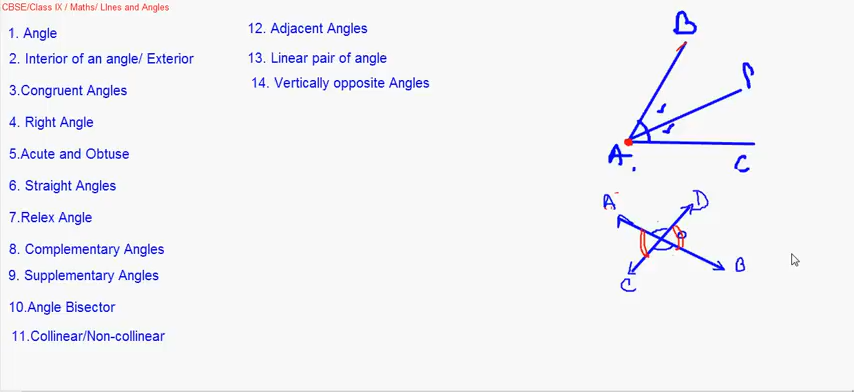 CBSE/Class IX / Maths/ LInes and Angles
1. Angle
2. Interior of an angle/ Exterior
3.Congruent Angles
4. Right Angle
5.Acute and Obtuse
6. Straight Angles
7.Relex Angle
8. Complementary Angles
9. Supplementary Angles
10.Angle Bisector
11.Collinear/Non-collinear
12. Adjacent Angles
13. Linear pair of angle
14. Vertically opposite Angles
B
P
A
C
A
D
O
B
C